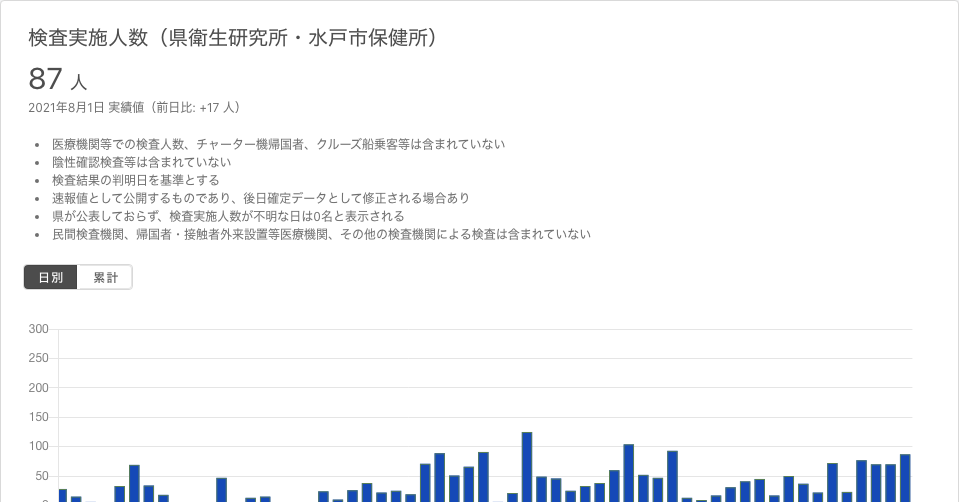 検査実施人数（県衛生研究所・水戸市保健所）
87 人
2021年8月1日 実績値（前日比: +17 人）
• 医療機関等での検査人数、チャーター機帰国者、クルーズ船乗客等は含まれていない
• 陰性確認検査等は含まれていない
• 検査結果の判明日を基準とする
• 速報値として公開するものであり、後日確定データとして修正される場合あり
• 県が公表しておらず、検査実施人数が不明な日は0名と表示される
• 民間検査機関、帰国者・接触者外来設置等医療機関、その他の検査機関による検査は含まれていない
日別 累計
300
250
200
150
100
50